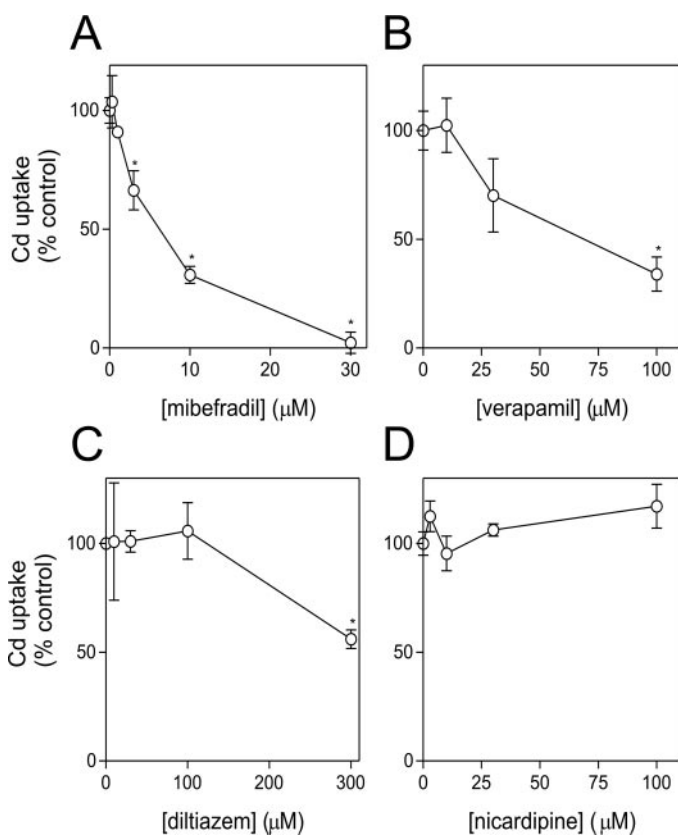 A
B
Cd uptake
(% control)
100
50
0
*
*
*
0
10
20
30
[mibefradil] (μM)
100
50
0
*
0
25
50
75
100
[verapamil] (μM)
C
D
Cd uptake
(% control)
100
50
0
*
0
100
200
300
[diltiazem] (μM)
100
50
0
0
25
50
75
100
[nicardipine] (μM)